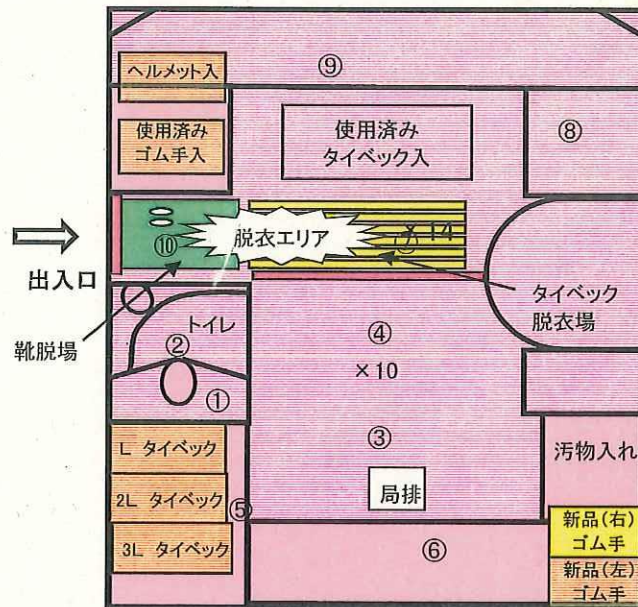 ヘルメット入
⑨
使用済み
ゴム手入
使用済み
タイベック入
⑧
⑩
脱衣エリア
× 14
出入口
タイベック
脱衣場
靴脱場
トイレ
②
④
×10
①
③
L タイベック
2L タイベック
3L タイベック
⑤
局排
汚物入れ
⑥
新品(右)
ゴム手
新品(左)
ゴム手